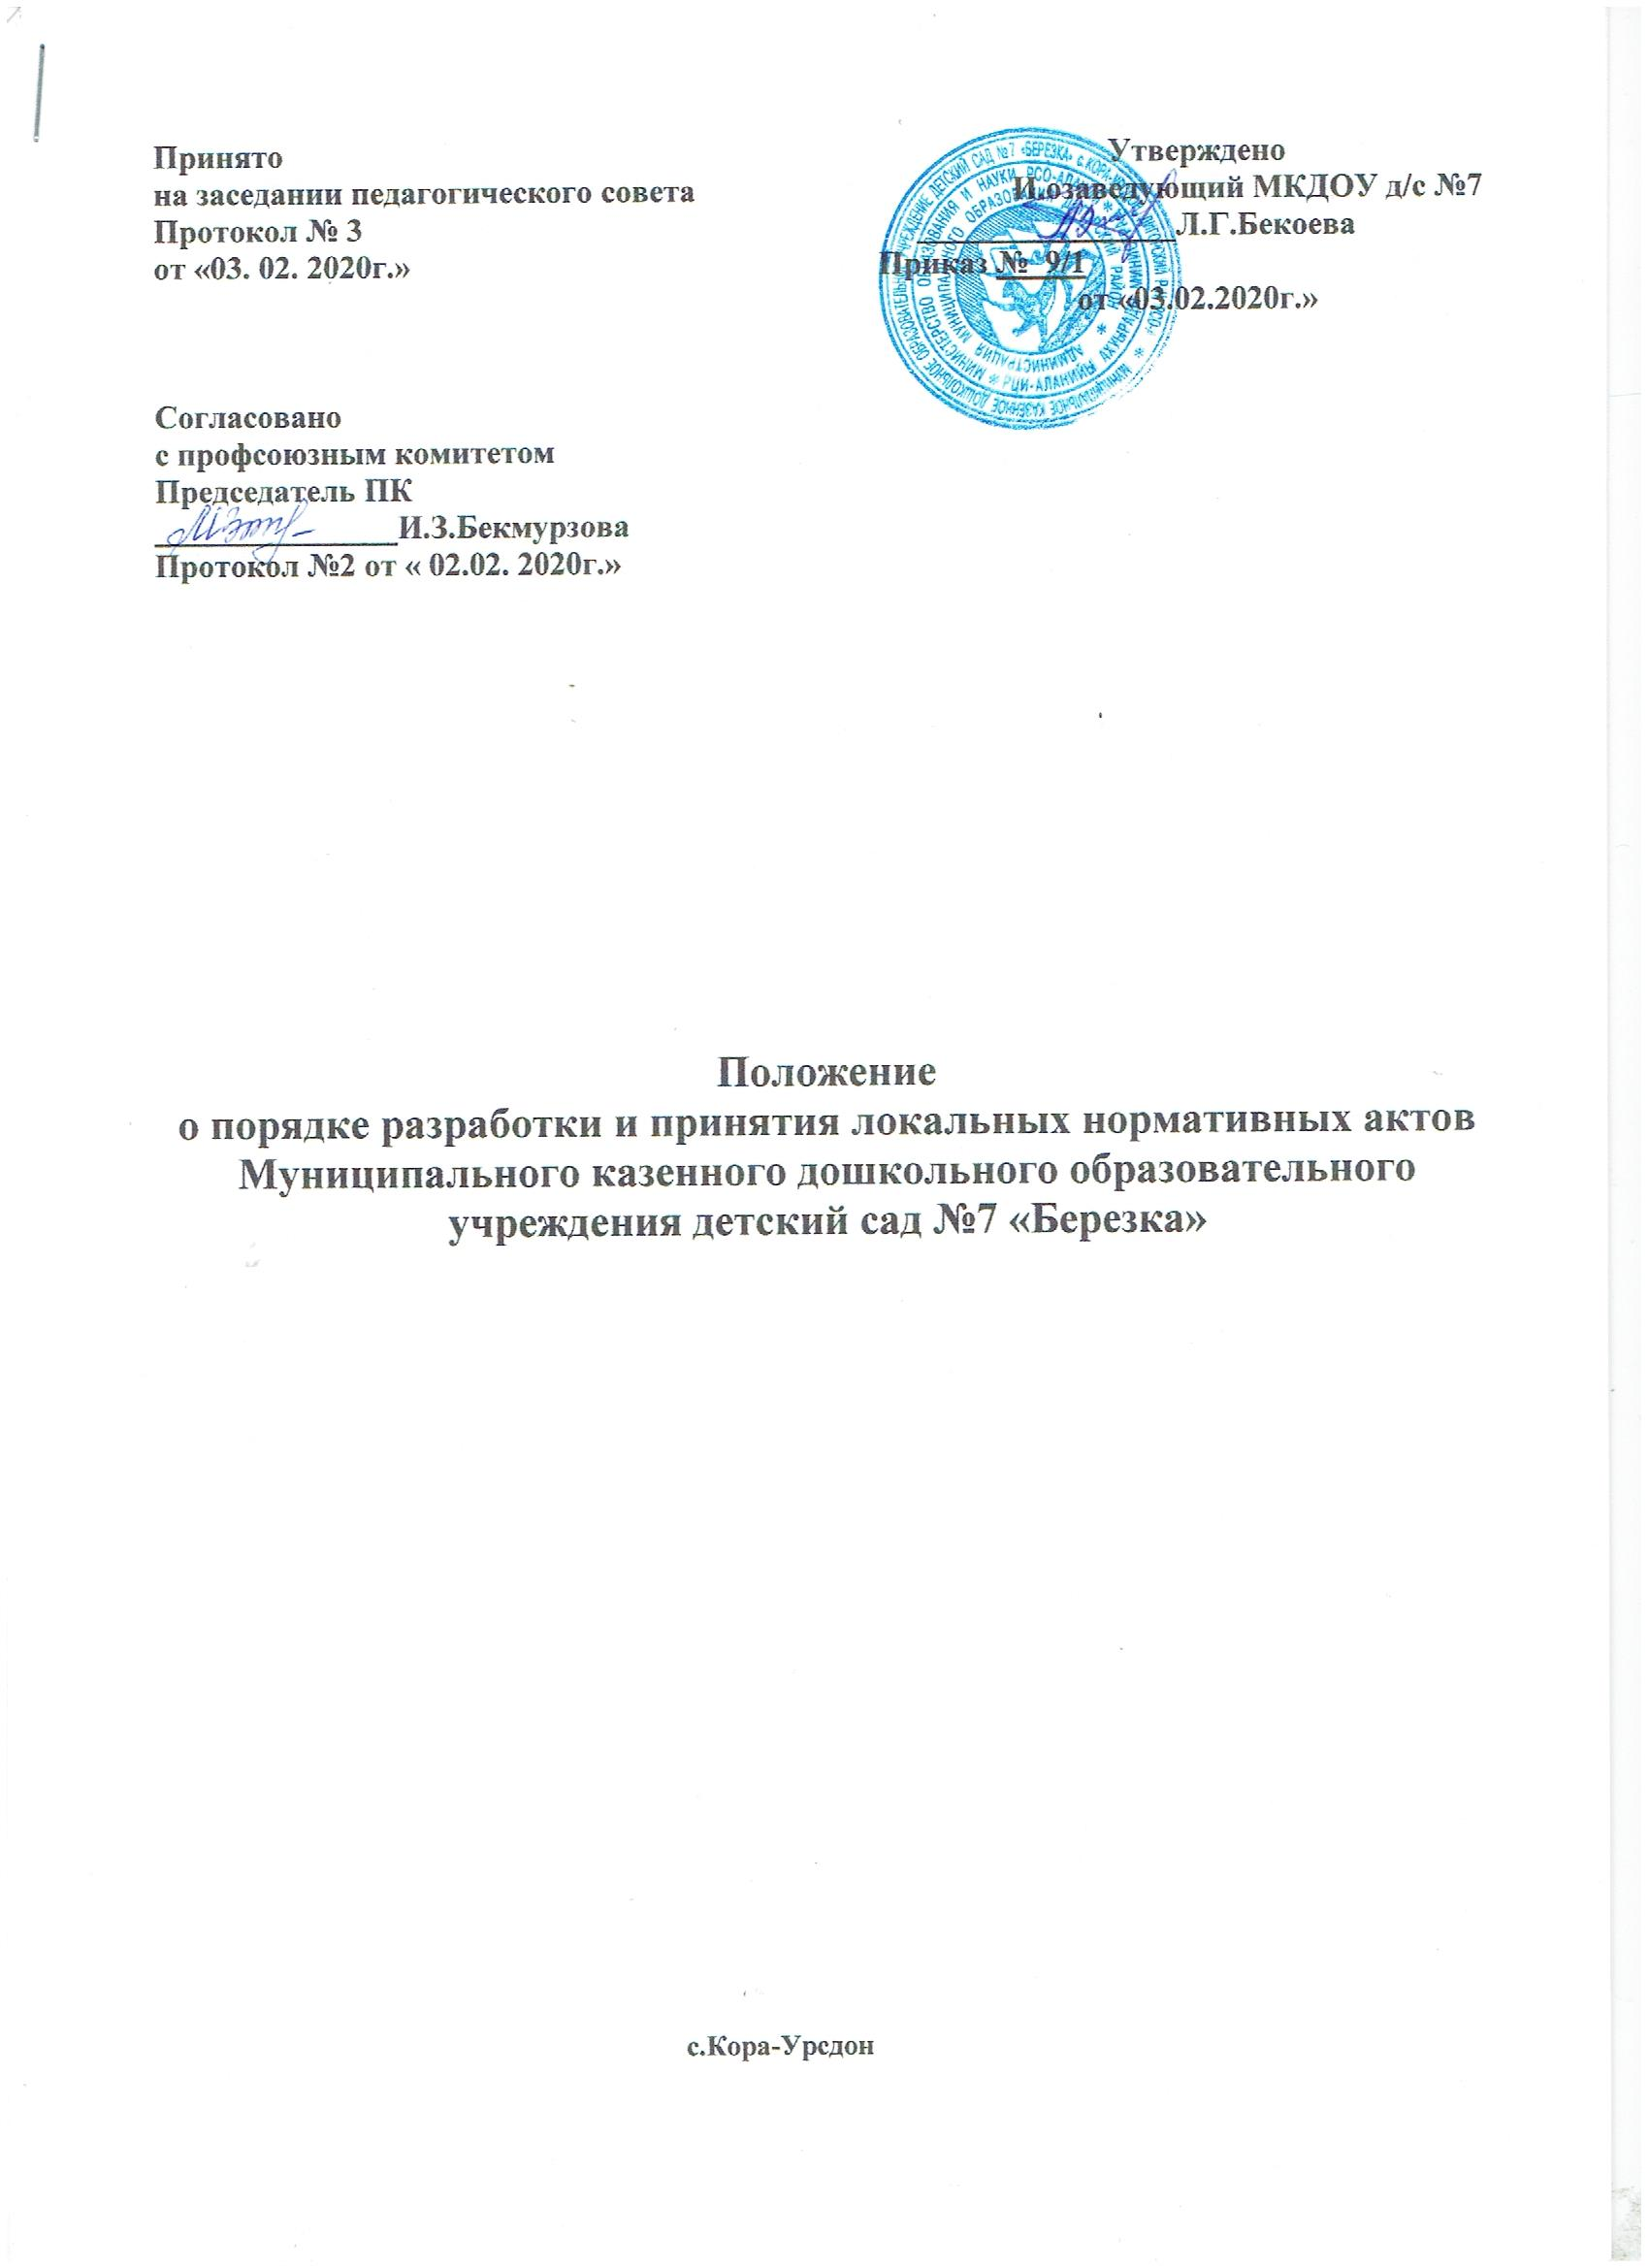 Принято
на заседании педагогического совета
Протокол № 3
от «03. 02. 2020г.»
Утверждено
И.озаведующий МКДОУ д/с №7
Л.Г.Бекоева
Приказ № 9/1
от «03.02.2020г.»
Согласовано
с профсоюзным комитетом
Председатель ПК
И.З.Бекмурзова
Протокол №2 от « 02.02. 2020г.»
Положение
о порядке разработки и принятия локальных нормативных актов
Муниципального казенного дошкольного образовательного
учреждения детский сад №7 «Березка»
с.Кора-Урсдон